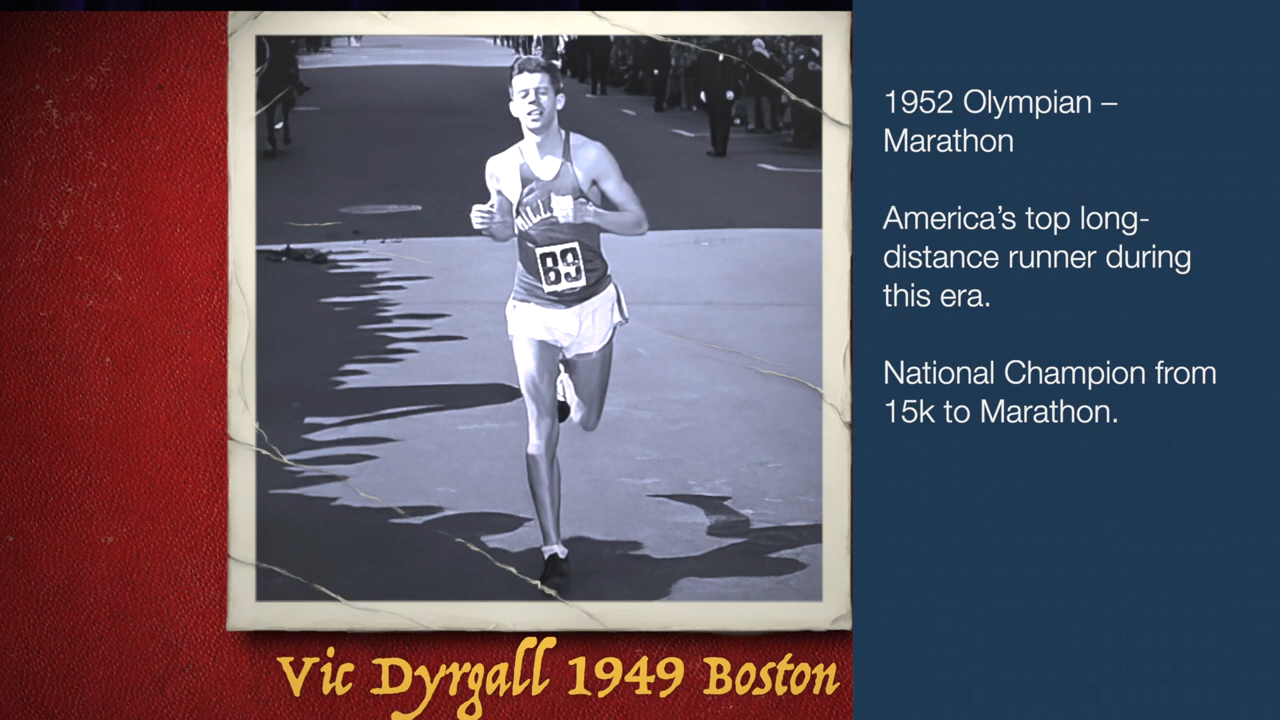 MILL
89
Vic Dyrgall 1949 Boston
1952 Olympian –
Marathon
America’s top long-
distance runner during
this era.
National Champion from
15k to Marathon.